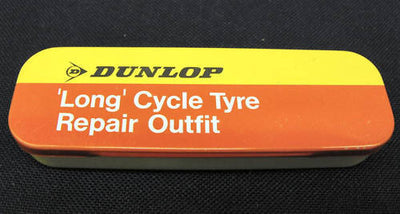 DUNLOP
'Long' Cycle Tyre
Repair Outfit